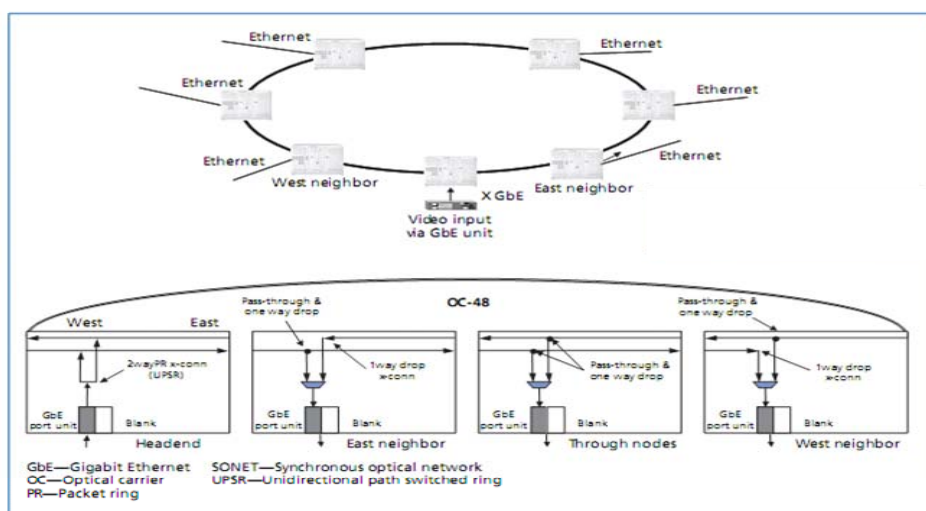 Ethernet
Ethernet
Ethernet
Ethernet
Ethernet
Ethernet
West neighbor
East neighbor
X GbE
Video input
via GbE unit
OC-48
West
East
2wayPR x-conn
(UPSR)
GbE
port unit
Blank
Headend
Pass-through &
one way drop
1way drop
x-conn
GbE
port unit
Blank
East neighbor
Pass-through &
one way drop
GbE
port unit
Blank
Through nodes
Pass-through &
one way drop
1way drop
x-conn
GbE
port unit
Blank
West neighbor
GbE—Gigabit Ethernet
SONET—Synchronous optical network
OC—Optical carrier
UPSR—Unidirectional path switched ring
PR—Packet ring